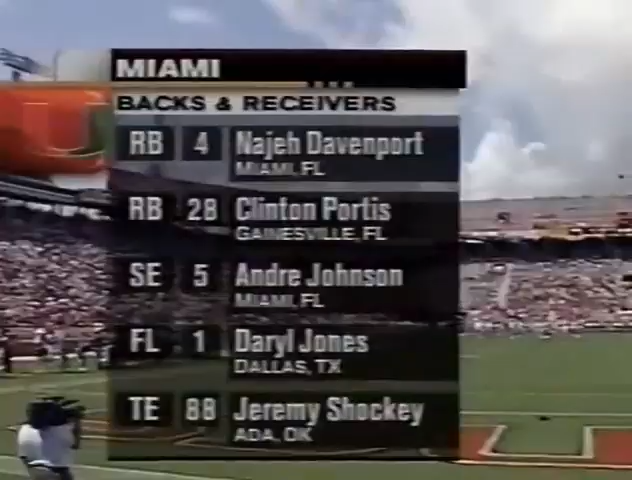 MIAMI
BACKS & RECEIVERS
RB 4 Najeh Davenport
MIAMI, FL
RB 28 Clinton Portis
GAINESVILLE, FL
SE 5 Andre Johnson
MIAMI, FL
FL 1 Daryl Jones
DALLAS, TX
TE 88 Jeremy Shockey
ADA, OK